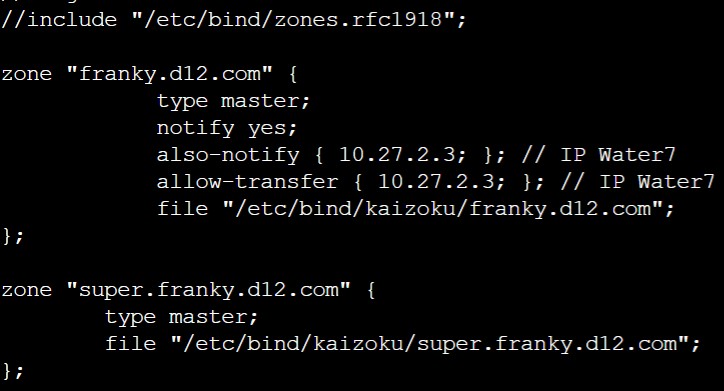 //include "/etc/bind/zones.rfc1918";

zone "franky.d12.com" {
            type master;
            notify yes;
            also-notify { 10.27.2.3; }; // IP Water7
            allow-transfer { 10.27.2.3; }; // IP Water7
            file "/etc/bind/kaizoku/franky.d12.com";
};

zone "super.franky.d12.com" {
        type master;
        file "/etc/bind/kaizoku/super.franky.d12.com";
};